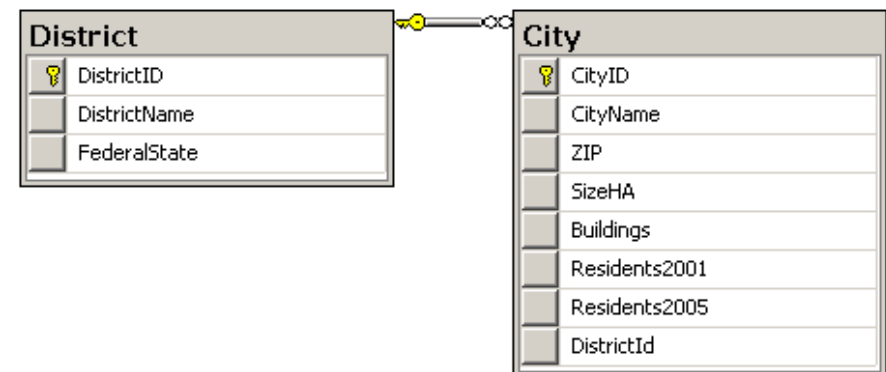 District
DistrictID
DistrictName
FederalState
City
CityID
CityName
ZIP
SizeHA
Buildings
Residents2001
Residents2005
DistrictId